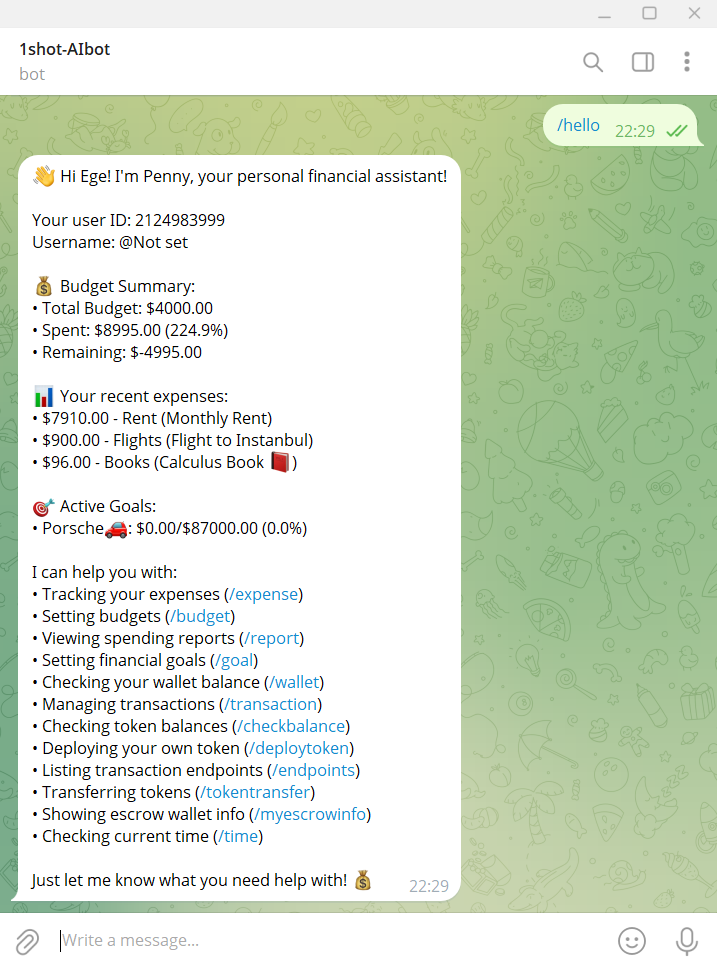 1shot-AIbot
bot
/hello 22:29
👋 Hi Ege! I'm Penny, your personal financial assistant!
Your user ID: 2124983999
Username: @Not set
💰 Budget Summary:
• Total Budget: $4000.00
• Spent: $8995.00 (224.9%)
• Remaining: $-4995.00
📊 Your recent expenses:
• $7910.00 - Rent (Monthly Rent)
• $900.00 - Flights (Flight to Instanbul)
• $96.00 - Books (Calculus Book 📕)
🎯 Active Goals:
• Porsche🚗: $0.00/$87000.00 (0.0%)
I can help you with:
• Tracking your expenses (/expense)
• Setting budgets (/budget)
• Viewing spending reports (/report)
• Setting financial goals (/goal)
• Checking your wallet balance (/wallet)
• Managing transactions (/transaction)
• Checking token balances (/checkbalance)
• Deploying your own token (/deploytoken)
• Listing transaction endpoints (/endpoints)
• Transferring tokens (/tokentransfer)
• Showing escrow wallet info (/myescrowinfo)
• Checking current time (/time)
Just let me know what you need help with! 💰 22:29
Write a message...